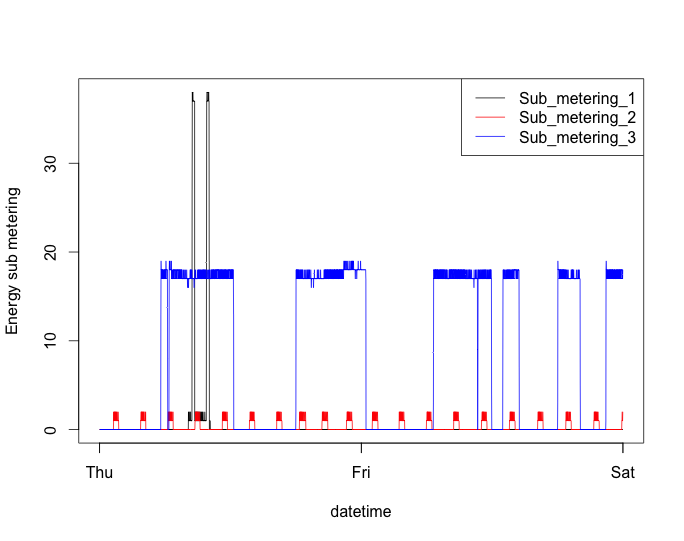 Sub_metering_1
Sub_metering_2
Sub_metering_3
Energy sub metering
30
20
10
0
Thu
Fri
Sat
datetime